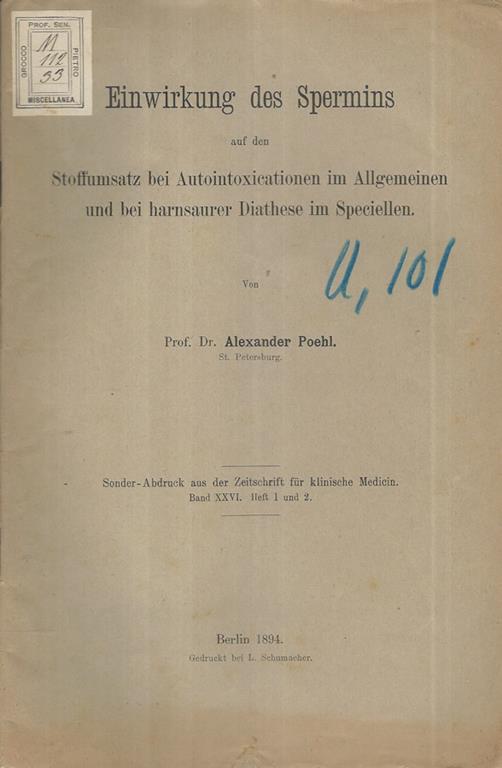 PROF. SEN.
GROCCO
PIETRO
M
112
33
MISCELLANEA
Einwirkung des Spermins
auf den
Stoffumsatz bei Autointoxicationen im Allgemeinen
und bei harnsaurer Diathese im Speciellen.
U, 101
Von
Prof. Dr. Alexander Poehl.
St. Petersburg.
Sonder-Abdruck aus der Zeitschrift für klinische Medicin.
Band XXVI. Heft 1 und 2.
Berlin 1894.
Gedruckt bei L. Schumacher.